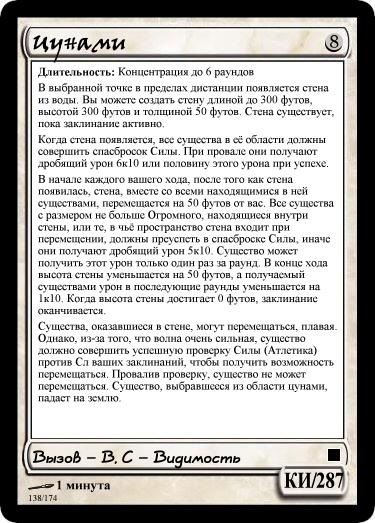 Цунами
8
Длительность: Концентрация до 6 раундов
В выбранной точке в пределах дистанции появляется стена
из воды. Вы можете создать стену длиной до 300 футов,
высотой 300 футов и толщиной 50 футов. Стена существует,
пока заклинание активно.
Когда стена появляется, все существа в её области должны
совершить спасбросок Силы. При провале они получают
дробящий урон 6к10 или половину этого урона при успехе.
В начале каждого вашего хода, после того как стена
появилась, стена, вместе со всеми находящимися в ней
существами, перемещается на 50 футов от вас. Все существа
с размером не больше Огромного, находящиеся внутри
стены, или те, в чьё пространство стена входит при
перемещении, должны преуспеть в спасброске Силы, иначе
они получают дробящий урон 5к10. Существо может
получить этот урон только один раз за раунд. В конце хода
высота стены уменьшается на 50 футов, а получаемый
существами урон в последующие раунды уменьшается на
1к10. Когда высота стены достигает 0 футов, заклинание
оканчивается.
Существа, оказавшиеся в стене, могут перемещаться, плавая.
Однако, из-за того, что волна очень сильная, существо
должно совершить успешную проверку Силы (Атлетика)
против Сл ваших заклинаний, чтобы получить возможность
перемещаться. Провалив проверку, существо не может
перемещаться. Существо, выбравшееся из области цунами,
падает на землю.
Вызов – В, С – Видимость
1 минута
КИ/287
138/174